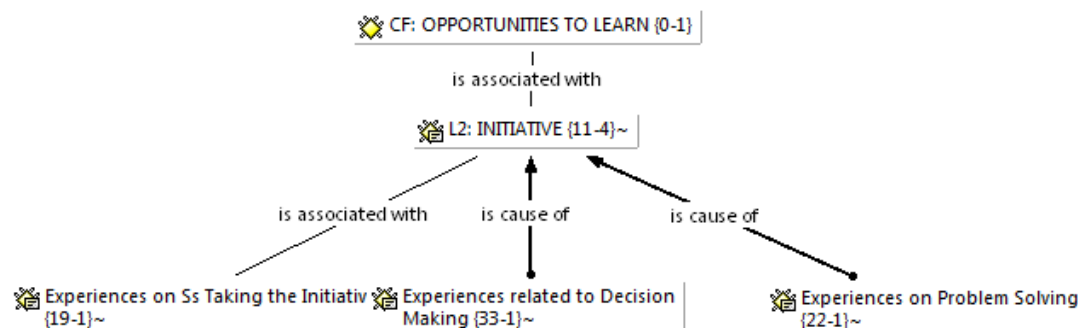 CF: OPPORTUNITIES TO LEARN {0-1}
is associated with
L2: INITIATIVE {11-4}~
is associated with
is cause of
is cause of
Experiences on Ss Taking the Initiativ
{19-1}~
Experiences related to Decision
Making {33-1}~
Experiences on Problem Solving
{22-1}~